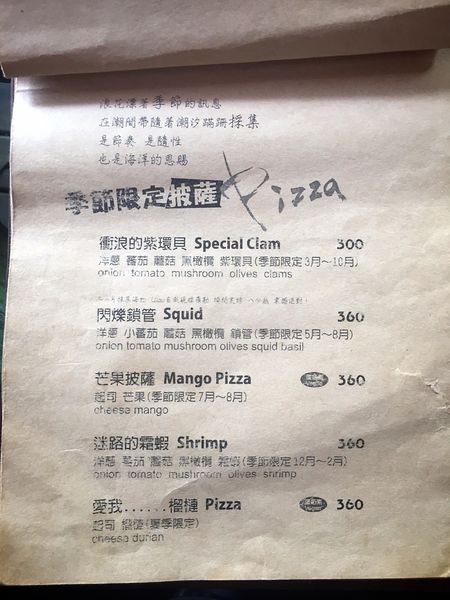 浪花漂著季節的訊息
在潮間帶隨著潮汐蹣跚採集
是節奏 是隨性
也是海洋的恩賜
季節限定披薩 Pizza
衝浪的紫環貝 Special Clam 300
洋蔥 蕃茄 蘑菇 黑橄欖 紫環貝(季節限定3月~10月)
onion tomato mushroom olives clams
閃爍鎖管 Squid 360
洋蔥 小蕃茄 蘑菇 黑橄欖 鎖管(季節限定5月~8月)
onion tomato mushroom olives squid basil
芒果披薩 Mango Pizza 360
起司 芒果(季節限定7月~8月)
cheese mango
迷路的霜蝦 Shrimp 360
洋蔥 蕃茄 蘑菇 黑橄欖 霜蝦(季節限定12月~2月)
onion tomato mushroom olives shrimp
愛我......榴槤 Pizza 360
起司 榴槤(夏季限定)
cheese durian